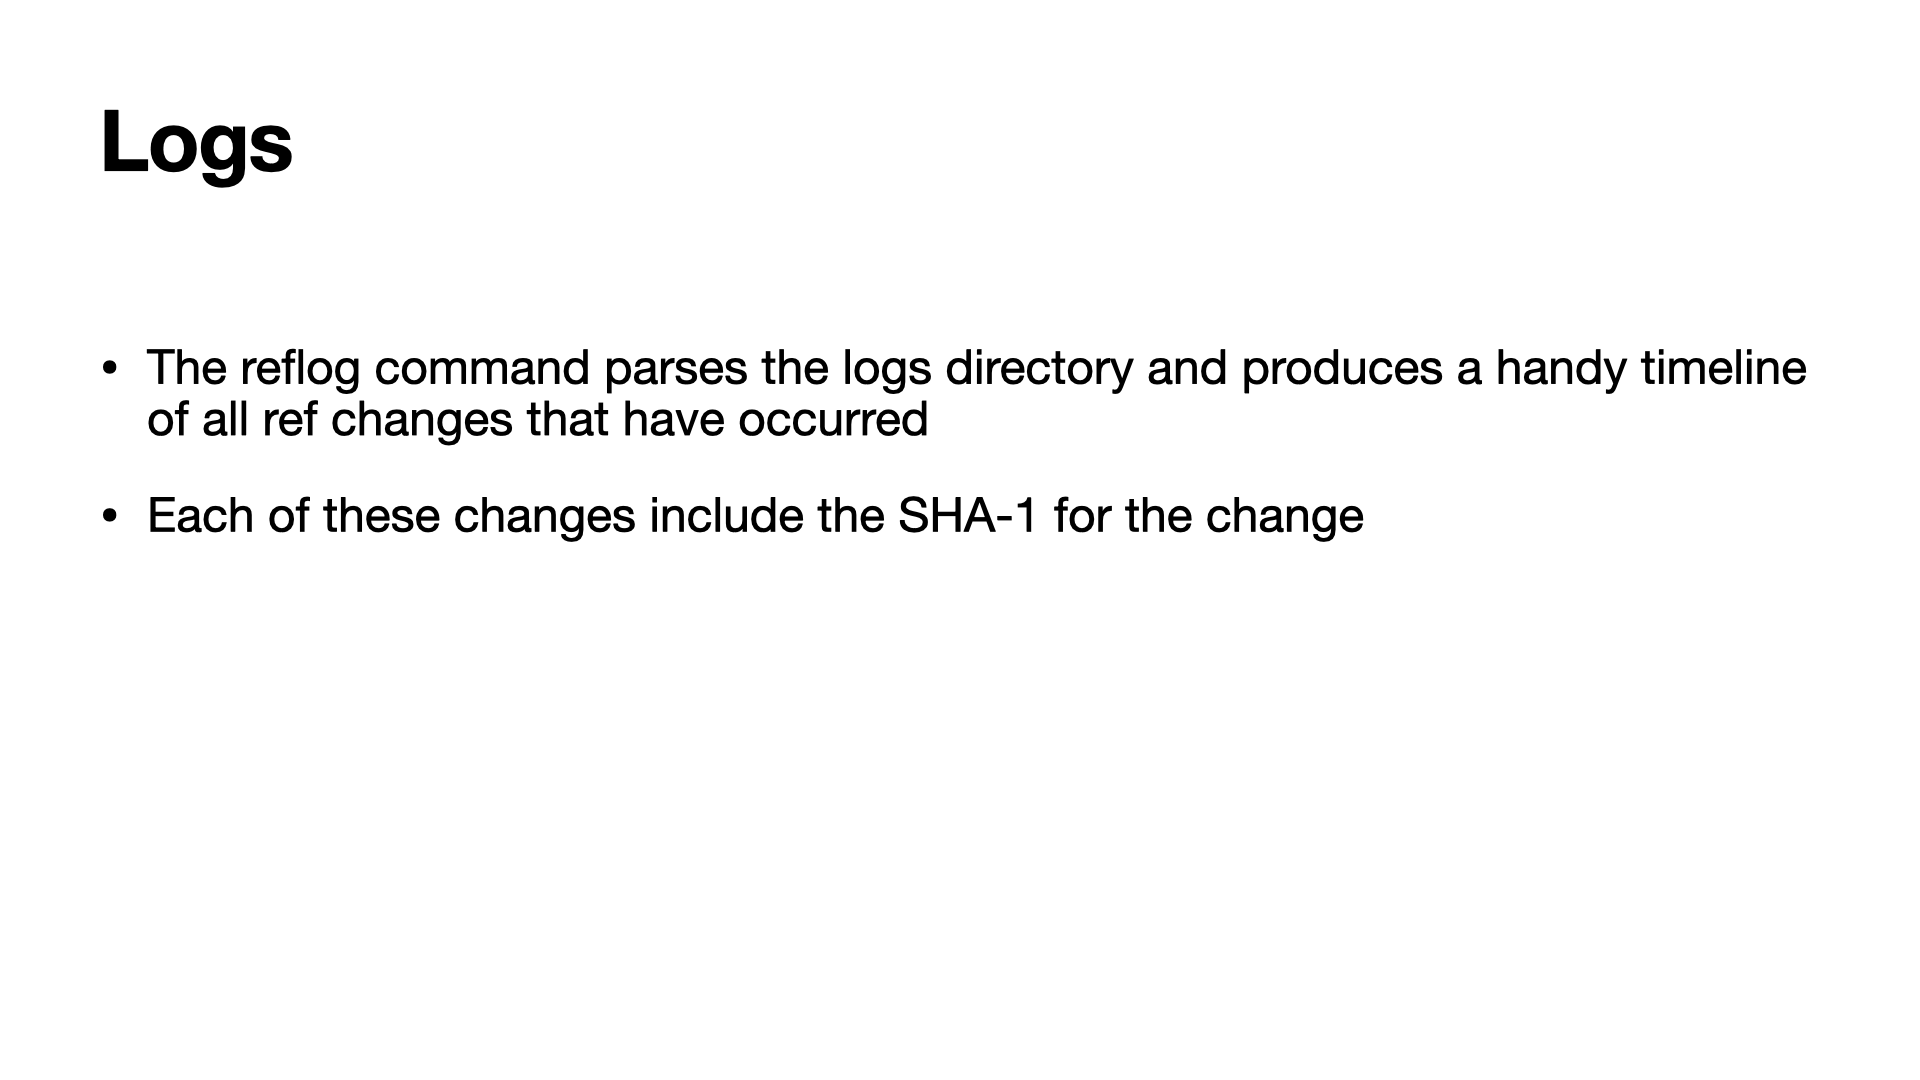 Logs
• The reflog command parses the logs directory and produces a handy timeline
of all ref changes that have occurred
• Each of these changes include the SHA-1 for the change